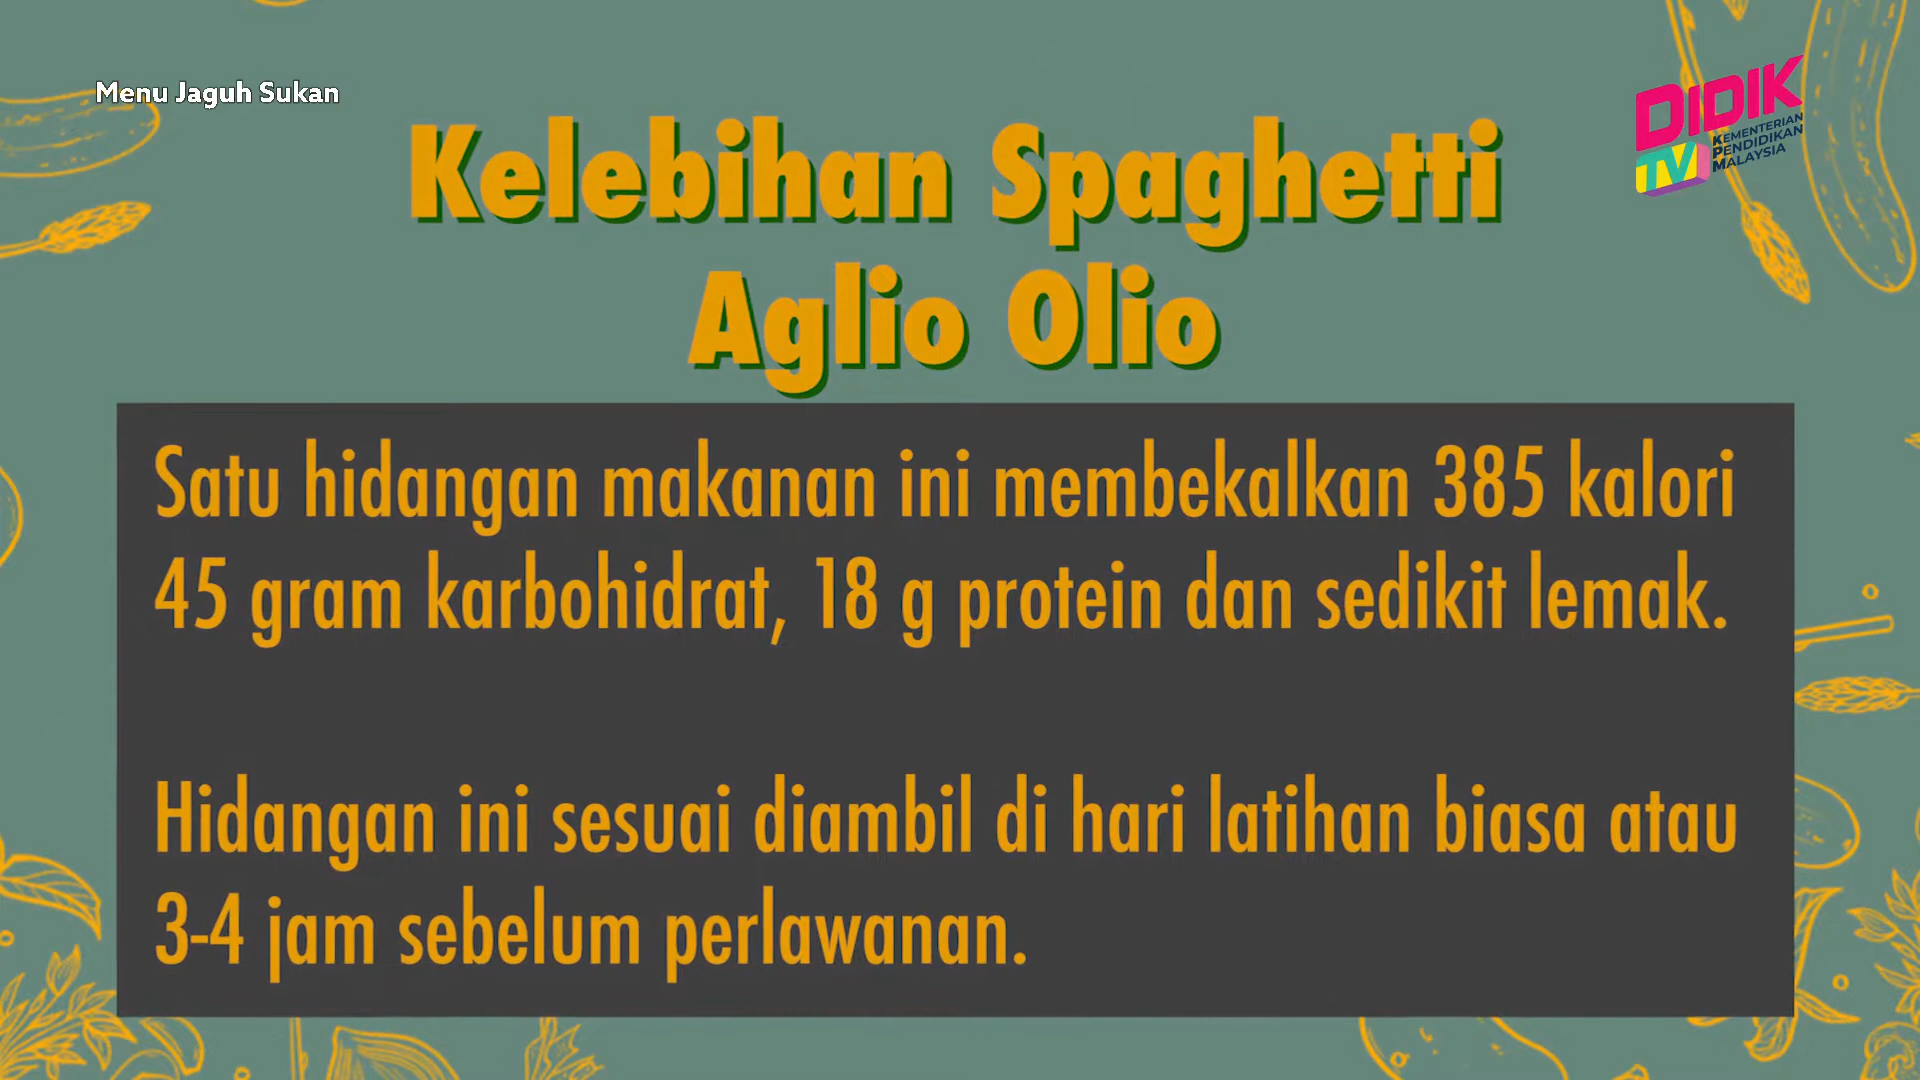 Menu Jaguh Sukan
DIDIK
TV
KEMENTERIAN
PENDIDIKAN
MALAYSIA
Kelebihan Spaghetti
Aglio Olio
Satu hidangan makanan ini membekalkan 385 kalori
45 gram karbohidrat, 18 g protein dan sedikit lemak.
Hidangan ini sesuai diambil di hari latihan biasa atau
3-4 jam sebelum perlawanan.